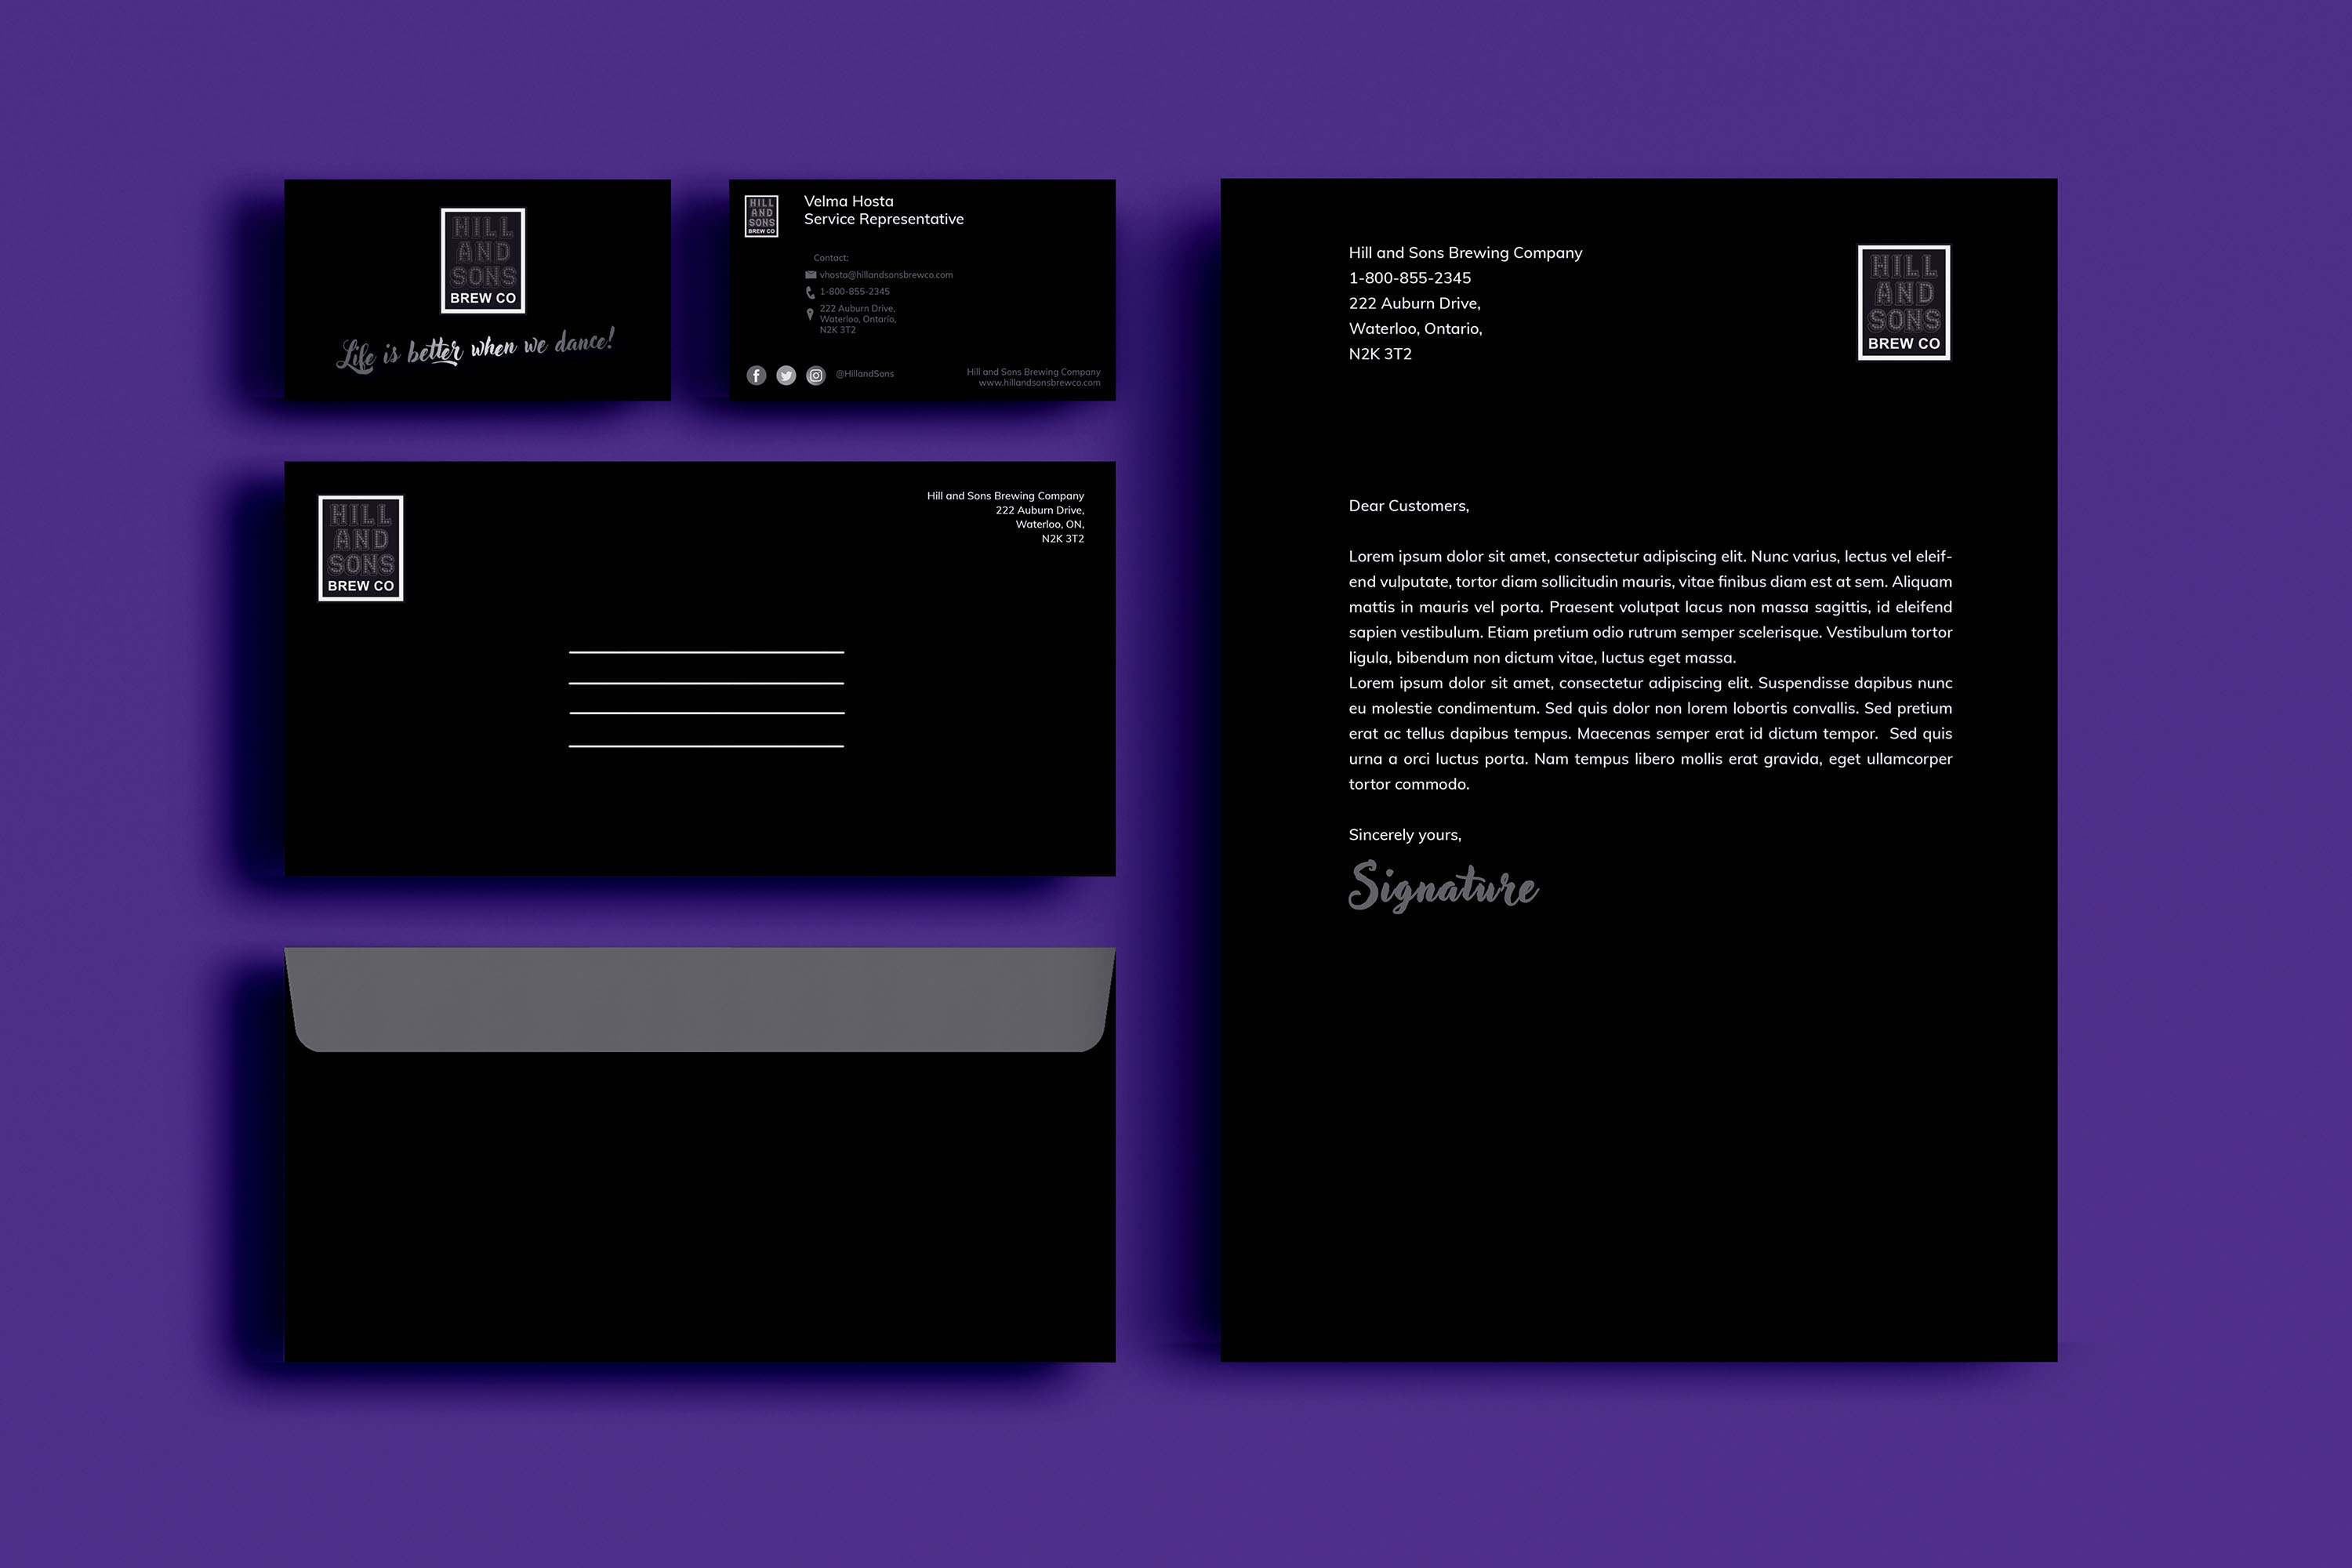 HILL
AND
SONS
BREW CO
Life is better when we dance!
HILL
AND
SONS
BREW CO
Velma Hosta
Service Representative
Contact:
vhosta@hillandsonsbrewco.com
1-800-855-2345
222 Auburn Drive,
Waterloo, Ontario,
N2K 3T2
@HillandSons
Hill and Sons Brewing Company
www.hillandsonsbrewco.com
HILL
AND
SONS
BREW CO
Hill and Sons Brewing Company
222 Auburn Drive,
Waterloo, ON,
N2K 3T2
Hill and Sons Brewing Company
1-800-855-2345
222 Auburn Drive,
Waterloo, Ontario,
N2K 3T2
HILL
AND
SONS
BREW CO
Dear Customers,
Lorem ipsum dolor sit amet, consectetur adipiscing elit. Nunc varius, lectus vel eleif-
end vulputate, tortor diam sollicitudin mauris, vitae finibus diam est at sem. Aliquam
mattis in mauris vel porta. Praesent volutpat lacus non massa sagittis, id eleifend
sapien vestibulum. Etiam pretium odio rutrum semper scelerisque. Vestibulum tortor
ligula, bibendum non dictum vitae, luctus eget massa.
Lorem ipsum dolor sit amet, consectetur adipiscing elit. Suspendisse dapibus nunc
eu molestie condimentum. Sed quis dolor non lorem lobortis convallis. Sed pretium
erat ac tellus dapibus tempus. Maecenas semper erat id dictum tempor. Sed quis
urna a orci luctus porta. Nam tempus libero mollis erat gravida, eget ullamcorper
tortor commodo.
Sincerely yours,
Signature